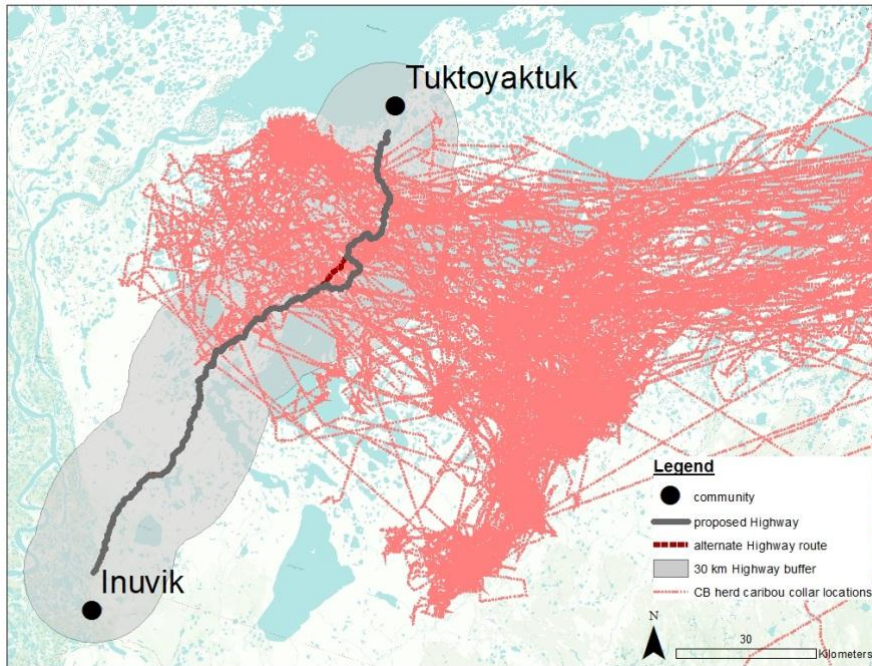 Tuktoyaktuk
Inuvik
Legend
community
proposed Highway
alternate Highway route
30 km Highway buffer
CB herd caribou collar locations
N
30
Kilometers